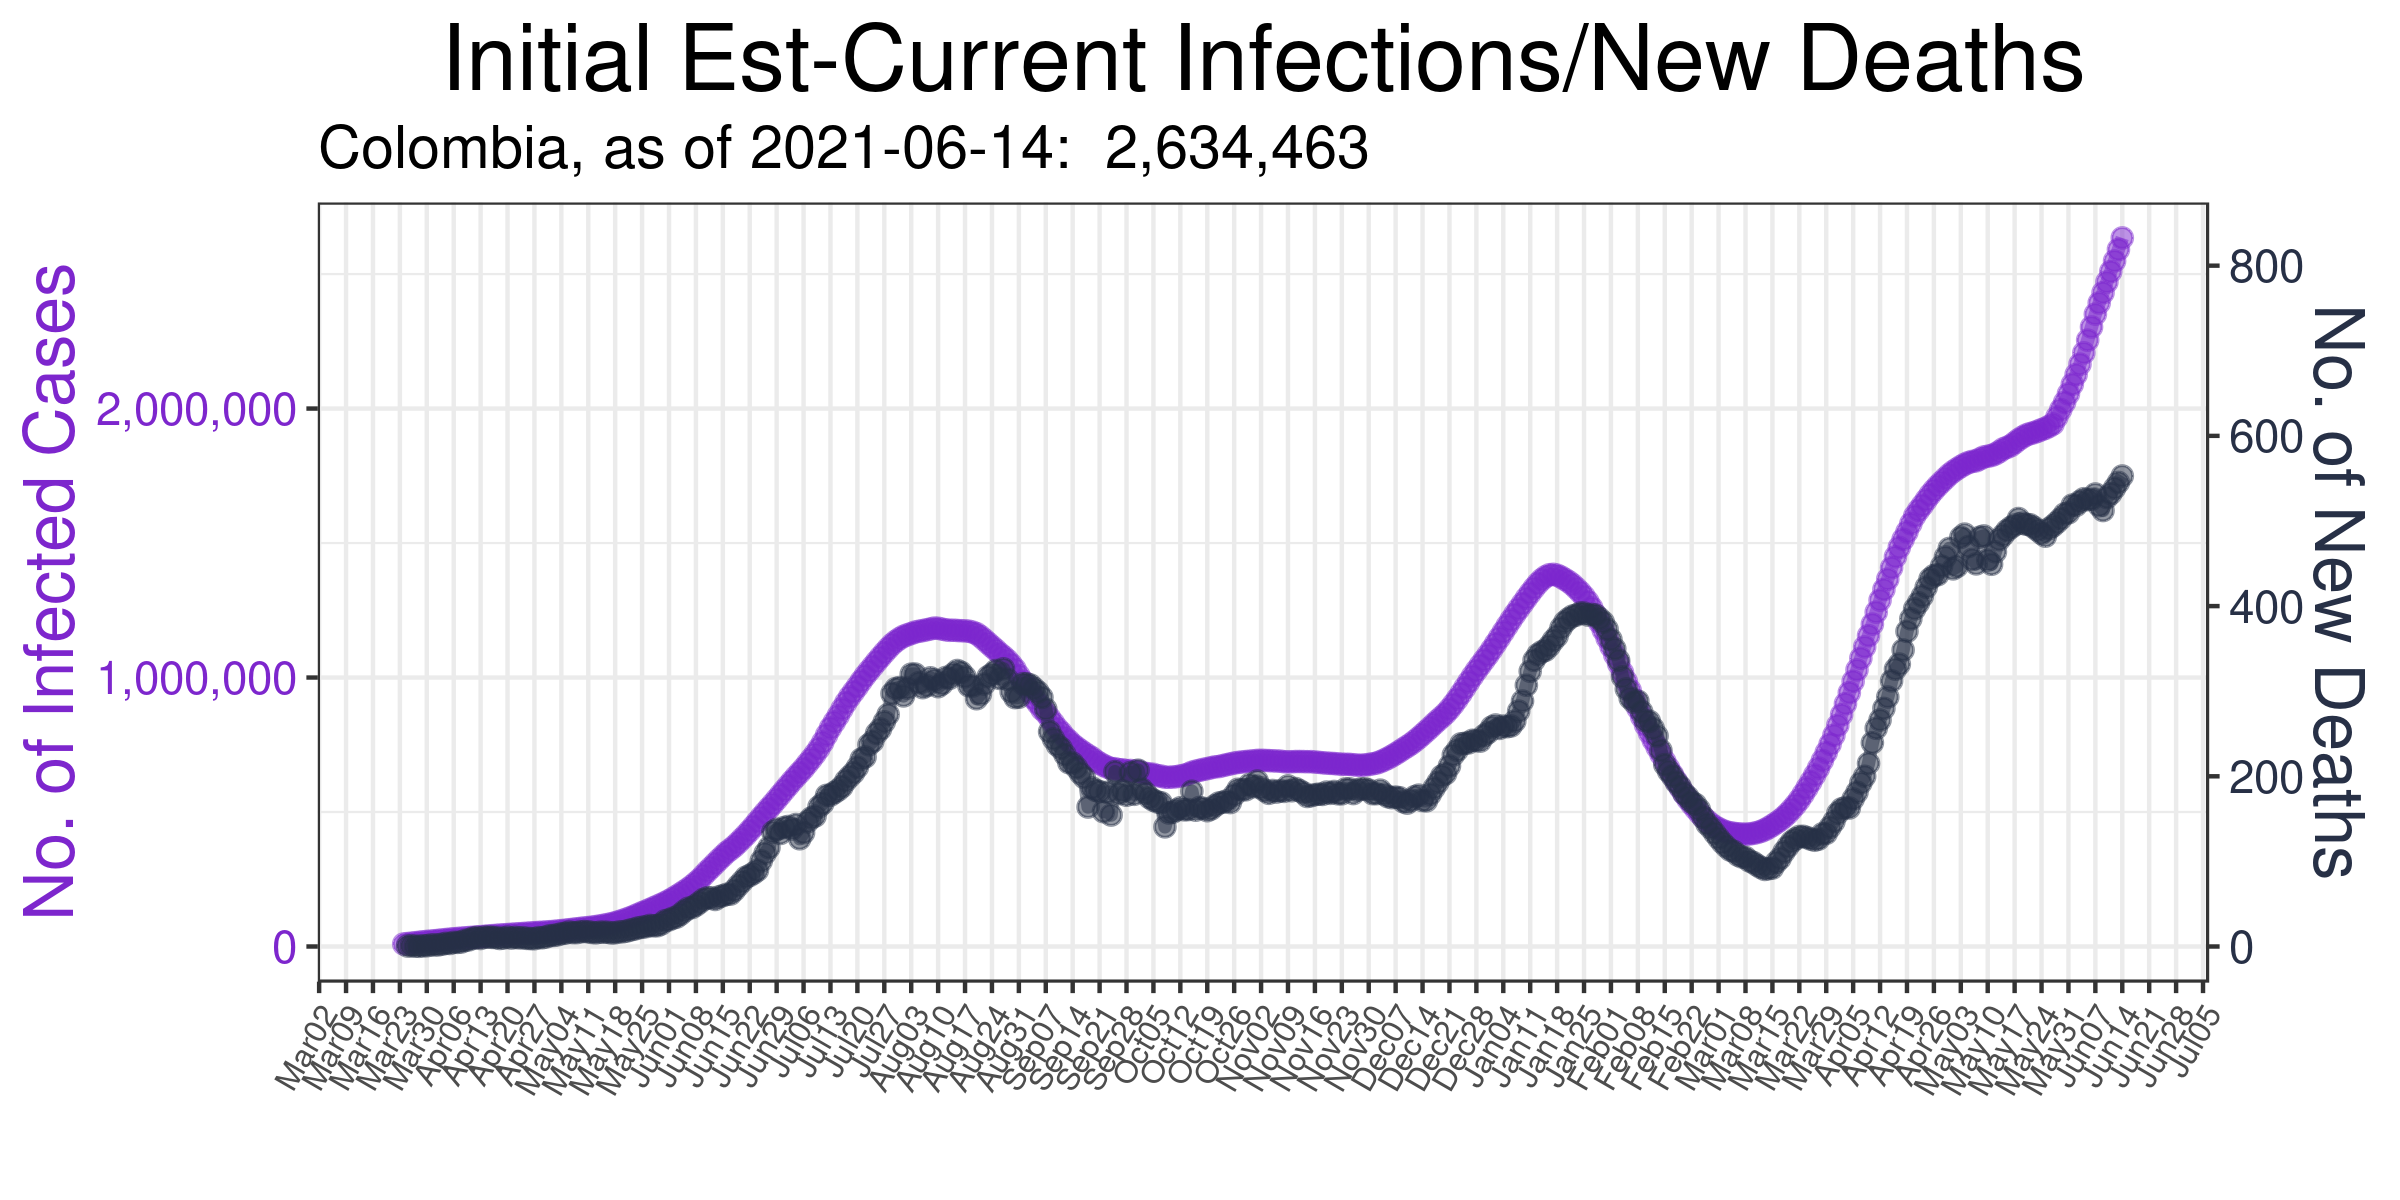 Initial Est-Current Infections/New Deaths
Colombia, as of 2021-06-14:  2,634,463
No. of Infected Cases
2,000,000
1,000,000
0
800
600
400
200
0
No. of New Deaths
Mar02
Mar09
Mar16
Mar23
Mar30
Apr06
Apr13
Apr20
Apr27
May04
May11
May18
May25
Jun01
Jun08
Jun15
Jun22
Jun29
Jul06
Jul13
Jul20
Jul27
Aug03
Aug10
Aug17
Aug24
Aug31
Sep07
Sep14
Sep21
Sep28
Oct05
Oct12
Oct19
Oct26
Nov02
Nov09
Nov16
Nov23
Nov30
Dec07
Dec14
Dec21
Dec28
Jan04
Jan11
Jan18
Jan25
Feb01
Feb08
Feb15
Feb22
Mar01
Mar08
Mar15
Mar22
Mar29
Apr05
Apr12
Apr19
Apr26
May03
May10
May17
May24
May31
Jun07
Jun14
Jun21
Jun28
Jul05